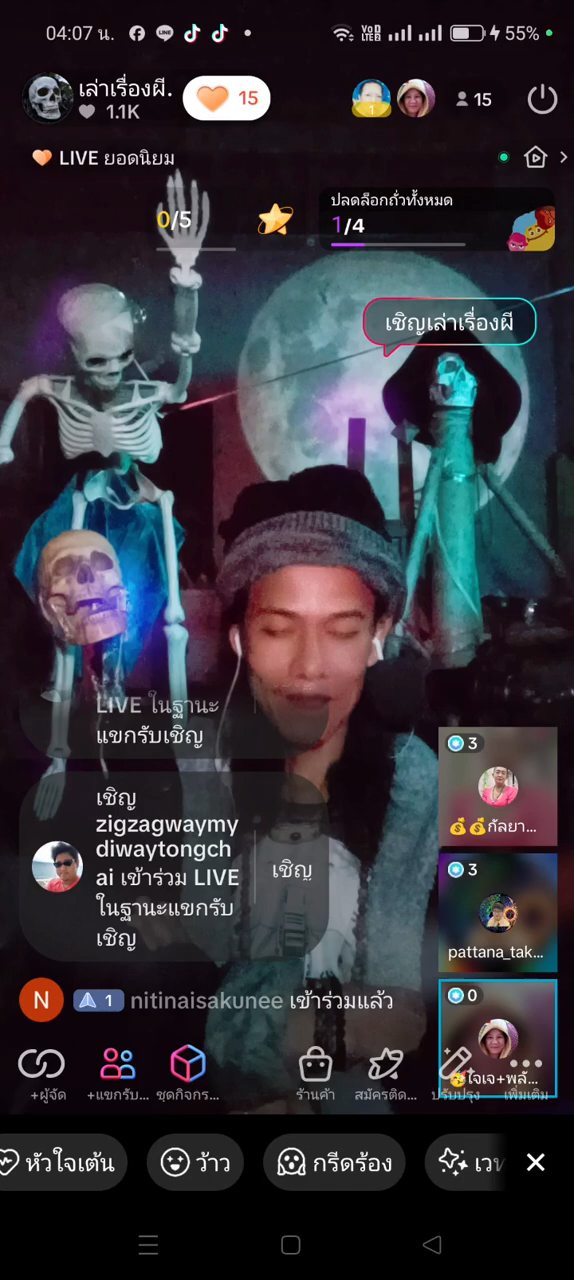 04:07 น.
VoD LTE
55%
เล่าเรื่องผี.
1.1K
15
1
15
LIVE ยอดนิยม
0/5
ปลดล็อกถั่วทั้งหมด
1/4
เชิญเล่าเรื่องผี
LIVE ในฐานะ
แขกรับเชิญ
3
💰💰กัลยา...
เชิญ
zigzagwaymy
diwaytongch
ai เข้าร่วม LIVE
ในฐานะแขกรับ
เชิญ
เชิญ
3
pattana_tak...
N
1
nitinaisakunee เข้าร่วมแล้ว
0
🥳ใจเจ+พลั...
+ผู้จัด
+แขกรับ...
ชุดกิจกร...
ร้านค้า
สมัครติด...
ปรับปรุง
เพิ่มเติม
หัวใจเต้น
ว้าว
กรีดร้อง